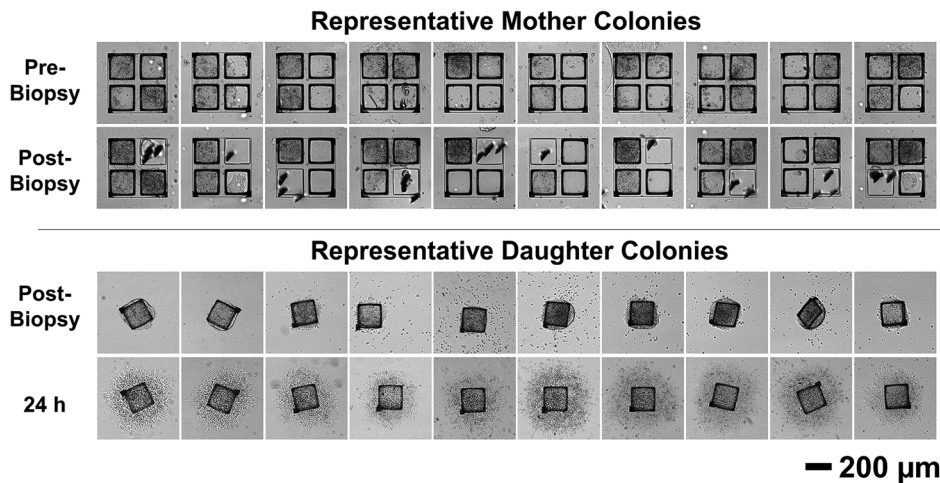 Representative Mother Colonies
Pre-
Biopsy
Post-
Biopsy
Representative Daughter Colonies
Post-
Biopsy
24 h
200 µm